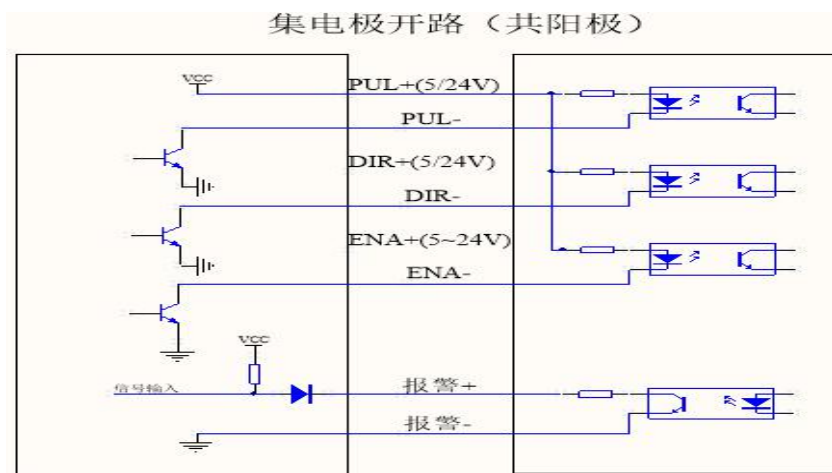 集电极开路（共阳极）
VCC
PUL+(5/24V)
PUL-
DIR+(5/24V)
DIR-
ENA+(5~24V)
ENA-
VCC
信号输入
报警+
报警-